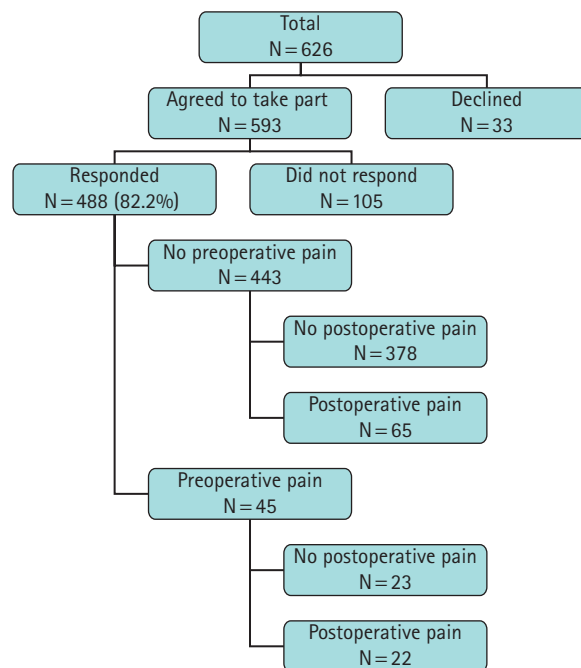 Total
N=626
Agreed to take part
N=593
Declined
N=33
Responded
N=488 (82.2%)
Did not respond
N=105
No preoperative pain
N=443
No postoperative pain
N=378
Postoperative pain
N=65
Preoperative pain
N=45
No postoperative pain
N=23
Postoperative pain
N=22